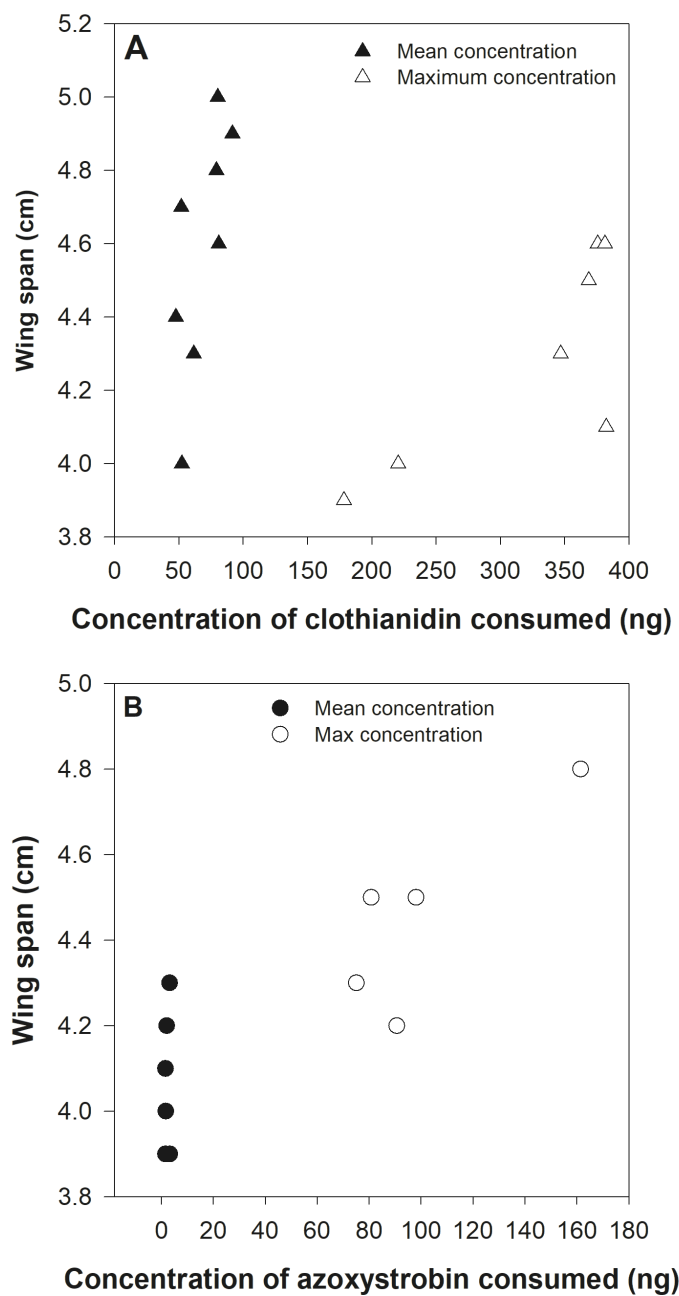 A
Mean concentration
Maximum concentration
Wing span (cm)
5.2
5.0
4.8
4.6
4.4
4.2
4.0
3.8
0 50 100 150 200 250 300 350 400
Concentration of clothianidin consumed (ng)
B
Mean concentration
Max concentration
Wing span (cm)
5.0
4.8
4.6
4.4
4.2
4.0
3.8
0 20 40 60 80 100 120 140 160 180
Concentration of azoxystrobin consumed (ng)